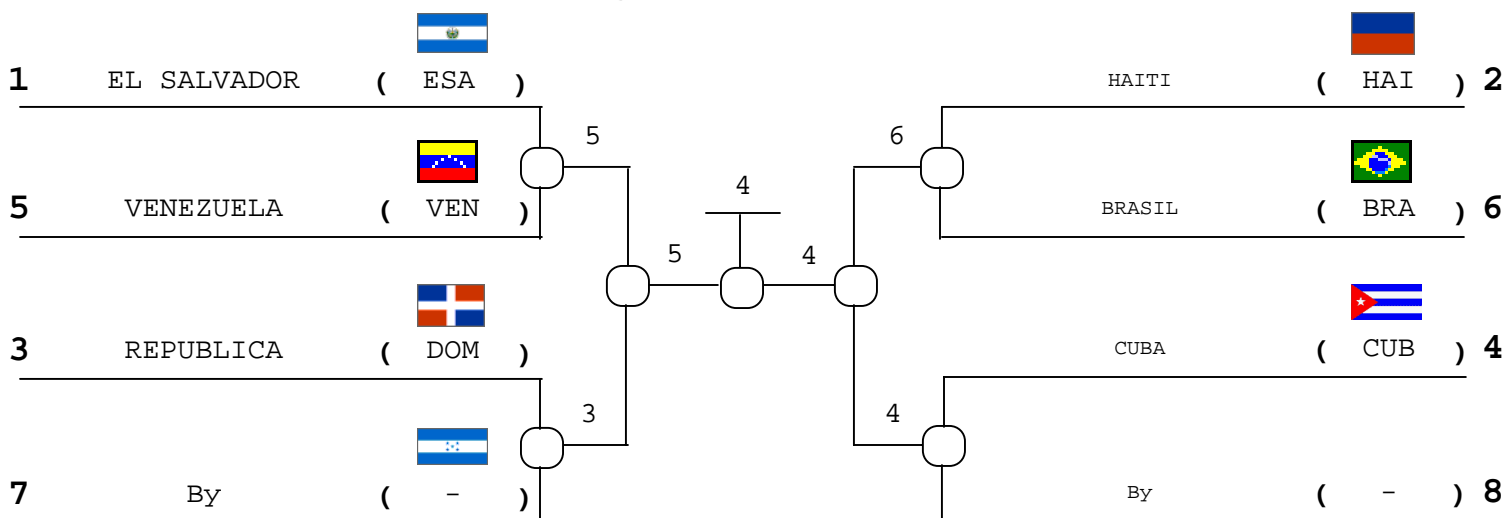 1 EL SALVADOR ( ESA ) HAITI ( HAI ) 2
5 6
4
5 VENEZUELA ( VEN ) BRASIL ( BRA ) 6
5 4
3 REPUBLICA ( DOM ) CUBA ( CUB ) 4
3 4
7 By ( - ) By ( - ) 8